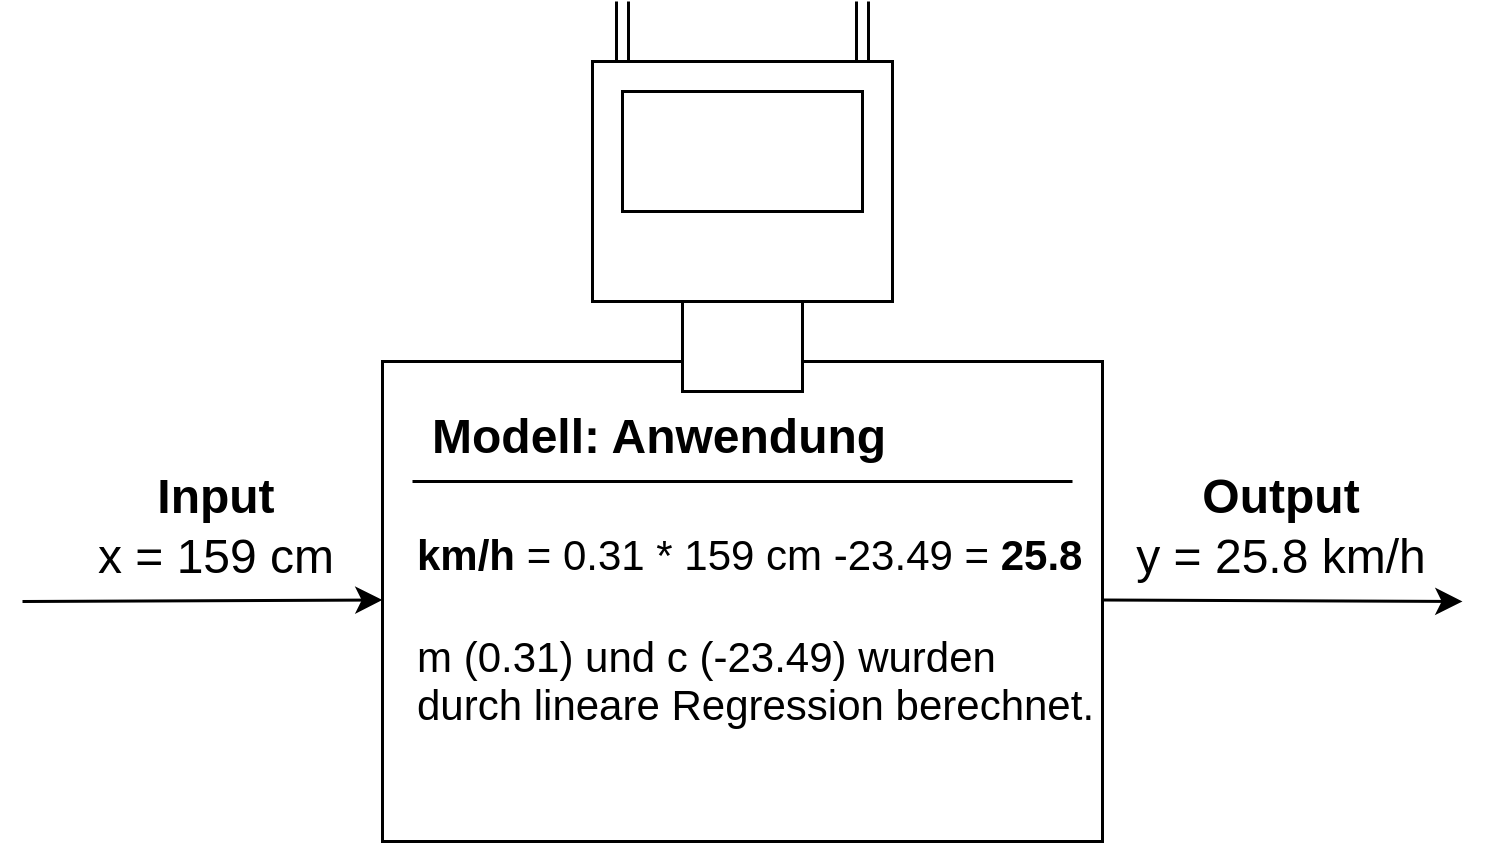 Modell: Anwendung
Input
x = 159 cm
km/h = 0.31 * 159 cm -23.49 = 25.8
m (0.31) und c (-23.49) wurden
durch lineare Regression berechnet.
Output
y = 25.8 km/h